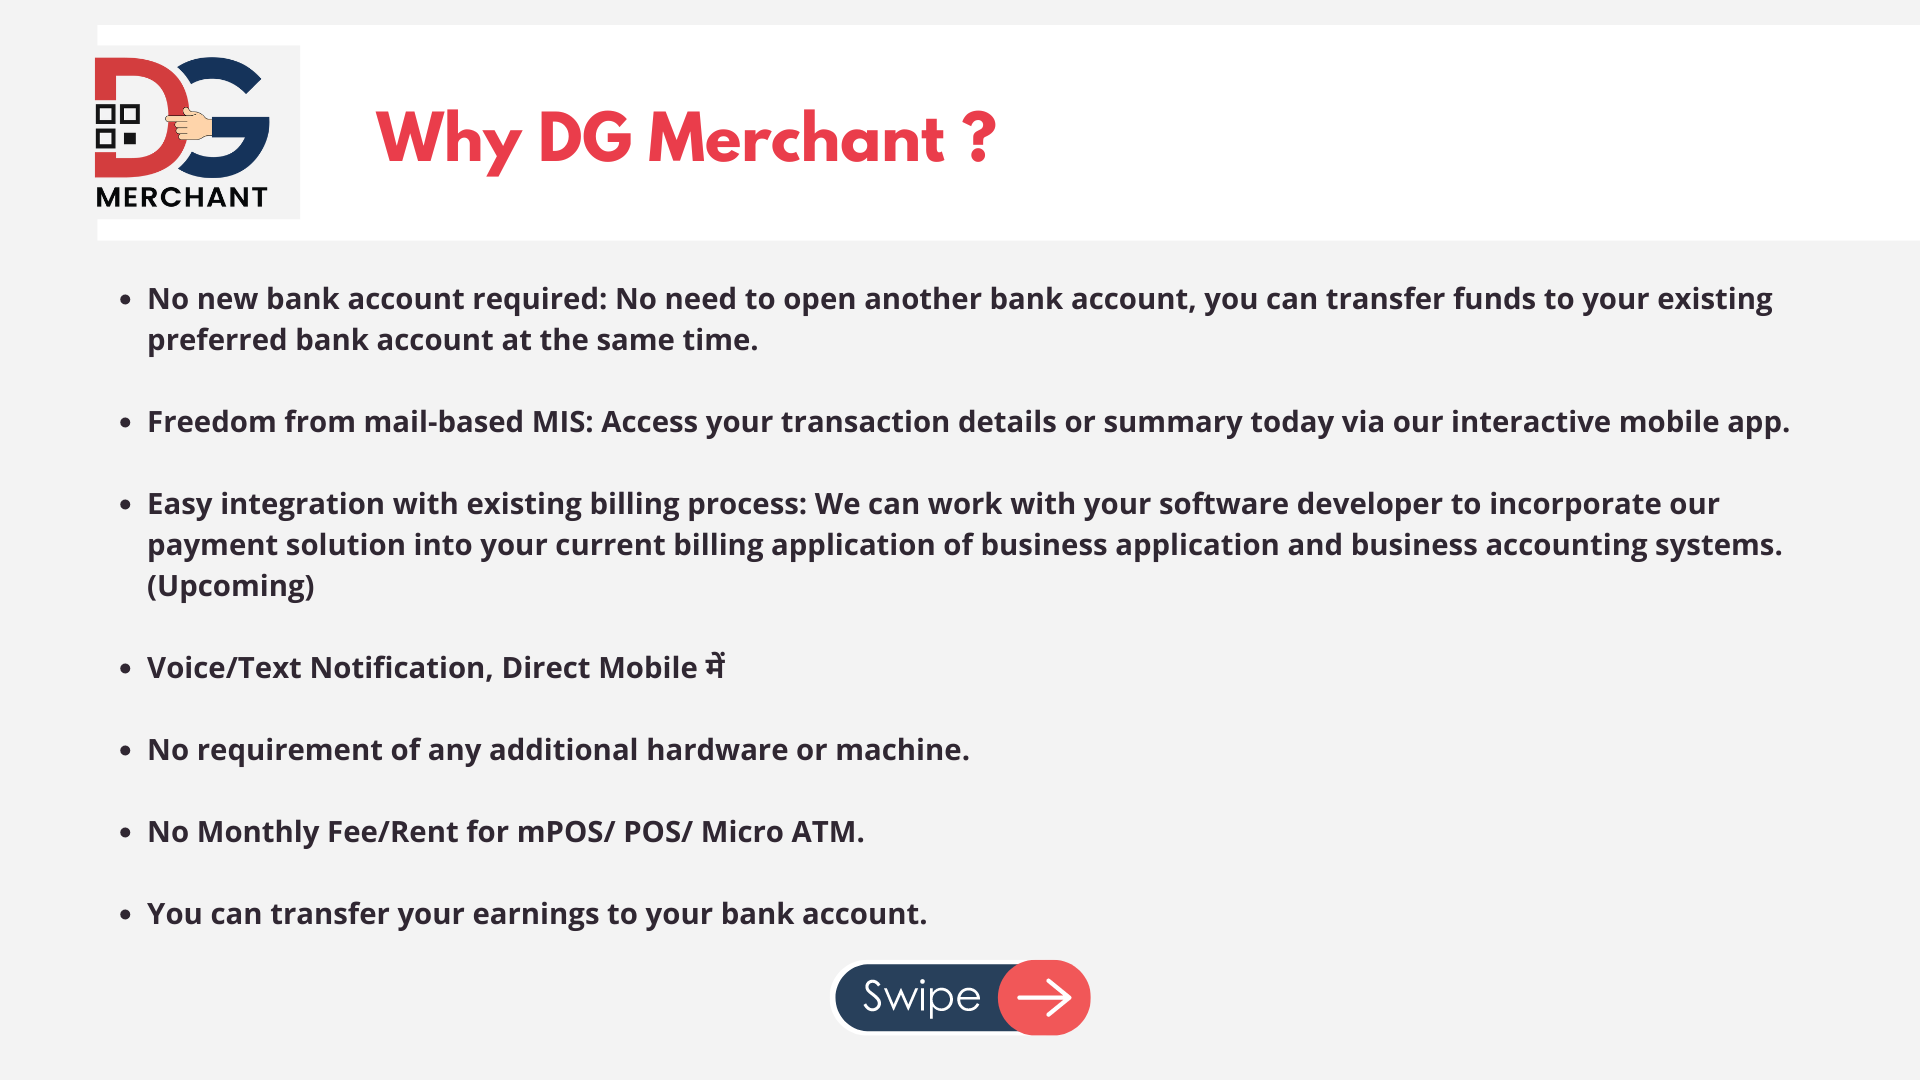 DG
MERCHANT
Why DG Merchant ?
• No new bank account required: No need to open another bank account, you can transfer funds to your existing
preferred bank account at the same time.
• Freedom from mail-based MIS: Access your transaction details or summary today via our interactive mobile app.
• Easy integration with existing billing process: We can work with your software developer to incorporate our
payment solution into your current billing application of business application and business accounting systems.
(Upcoming)
• Voice/Text Notification, Direct Mobile में
• No requirement of any additional hardware or machine.
• No Monthly Fee/Rent for mPOS/ POS/ Micro ATM.
• You can transfer your earnings to your bank account.
Swipe